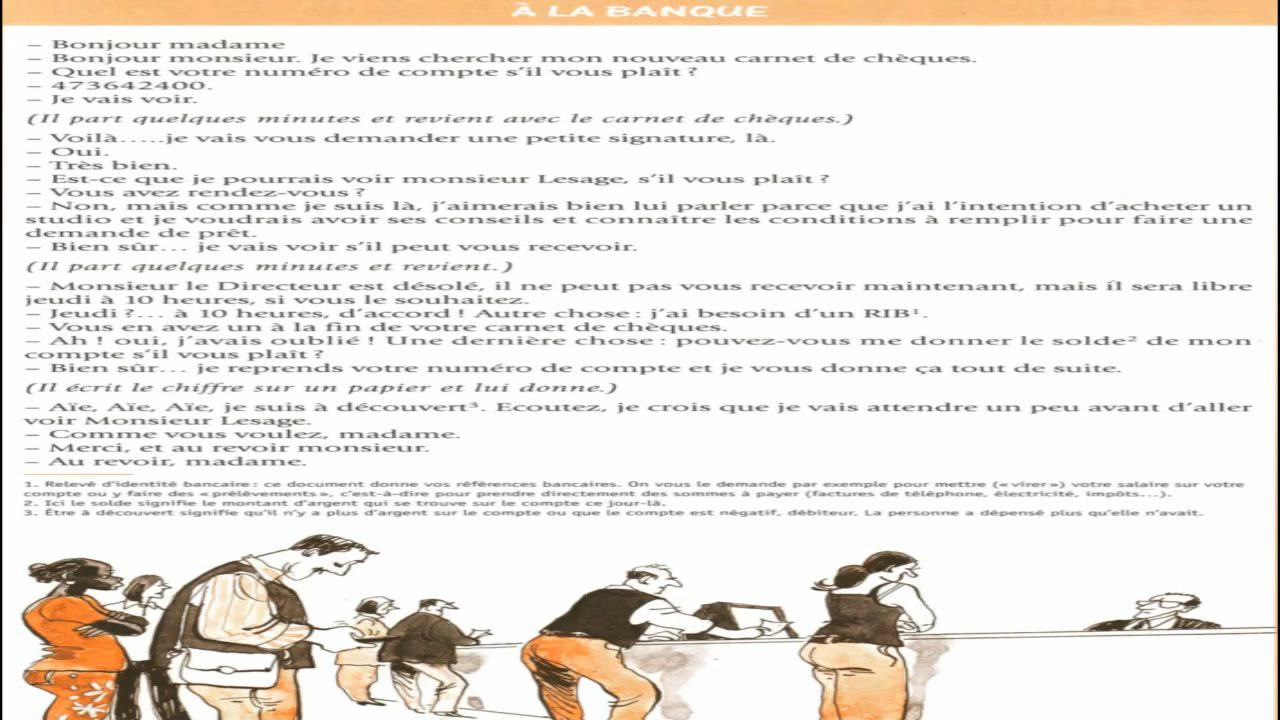 À LA BANQUE
– Bonjour madame
– Bonjour monsieur. Je viens chercher mon nouveau carnet de chèques.
– Quel est votre numéro de compte s'il vous plaît ?
– 473642400.
– Je vais voir.
(Il part quelques minutes et revient avec le carnet de chèques.)
– Voilà.....je vais vous demander une petite signature, là.
– Oui.
– Très bien.
– Est-ce que je pourrais voir monsieur Lesage, s'il vous plaît ?
– Vous avez rendez-vous ?
– Non, mais comme je suis là, j'aimerais bien lui parler parce que j'ai l'intention d'acheter un
studio et je voudrais avoir ses conseils et connaître les conditions à remplir pour faire une
demande de prêt.
– Bien sûr... je vais voir s'il peut vous recevoir.
(Il part quelques minutes et revient.)
– Monsieur le Directeur est désolé, il ne peut pas vous recevoir maintenant, mais il sera libre
jeudi à 10 heures, si vous le souhaitez.
– Jeudi ?... à 10 heures, d'accord ! Autre chose : j'ai besoin d'un RIB¹.
– Vous en avez un à la fin de votre carnet de chèques.
– Ah ! oui, j'avais oublié ! Une dernière chose : pouvez-vous me donner le solde² de mon
compte s'il vous plaît ?
– Bien sûr... je reprends votre numéro de compte et je vous donne ça tout de suite.
(Il écrit le chiffre sur un papier et lui donne.)
– Aïe, Aïe, Aïe, je suis à découvert³. Ecoutez, je crois que je vais attendre un peu avant d'aller
voir Monsieur Lesage.
– Comme vous voulez, madame.
– Merci, et au revoir monsieur.
– Au revoir, madame.
1. Relevé d'identité bancaire : ce document donne vos références bancaires. On vous le demande par exemple pour mettre (« virer ») votre salaire sur votre
compte ou y faire des « prélèvements », c'est-à-dire pour prendre directement des sommes à payer (factures de téléphone, électricité, impôts...).
2. Ici le solde signifie le montant d'argent qui se trouve sur le compte ce jour-là.
3. Être à découvert signifie qu'il n'y a plus d'argent sur le compte ou que le compte est négatif, débiteur. La personne a dépensé plus qu'elle n'avait.